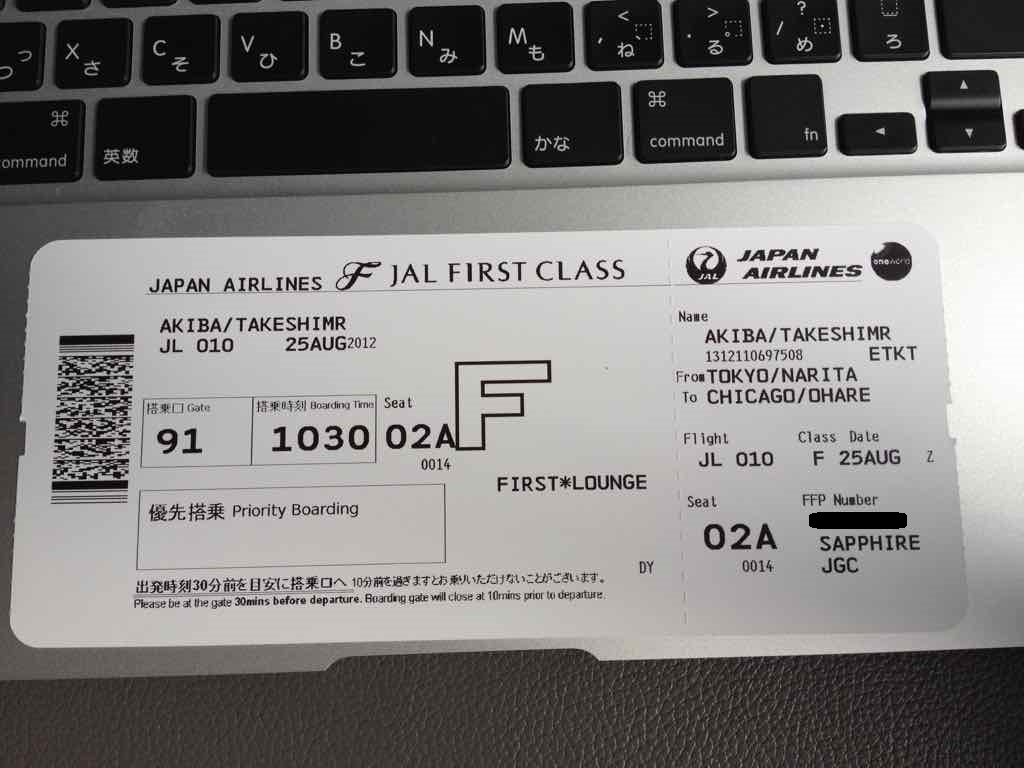 つ
X さ
C そ
V ひ
B こ
N み
M も
< , ね
> . る
? / め
ろ
⌘ command
英数
かな
⌘ command
fn
◄
▲
▼
JAPAN AIRLINES F JAL FIRST CLASS
AKIBA/TAKESHIMR
JL 010 25AUG2012
搭乗口 Gate 搭乗時刻 Boarding Time Seat
91 1030 02A F
0014
FIRST*LOUNGE
優先搭乗 Priority Boarding
DY
出発時刻30分前を目安に搭乗口へ 10分前を過ぎますとお乗りいただけないことがございます。
Please be at the gate 30mins before departure. Boarding gate will close at 10mins prior to departure.
JAL JAPAN AIRLINES oneworld
Name
AKIBA/TAKESHIMR
1312110697508 ETKT
From TOKYO/NARITA
To CHICAGO/OHARE
Flight Class Date
JL 010 F 25AUG Z
Seat FFP Number
02A SAPPHIRE
0014 JGC